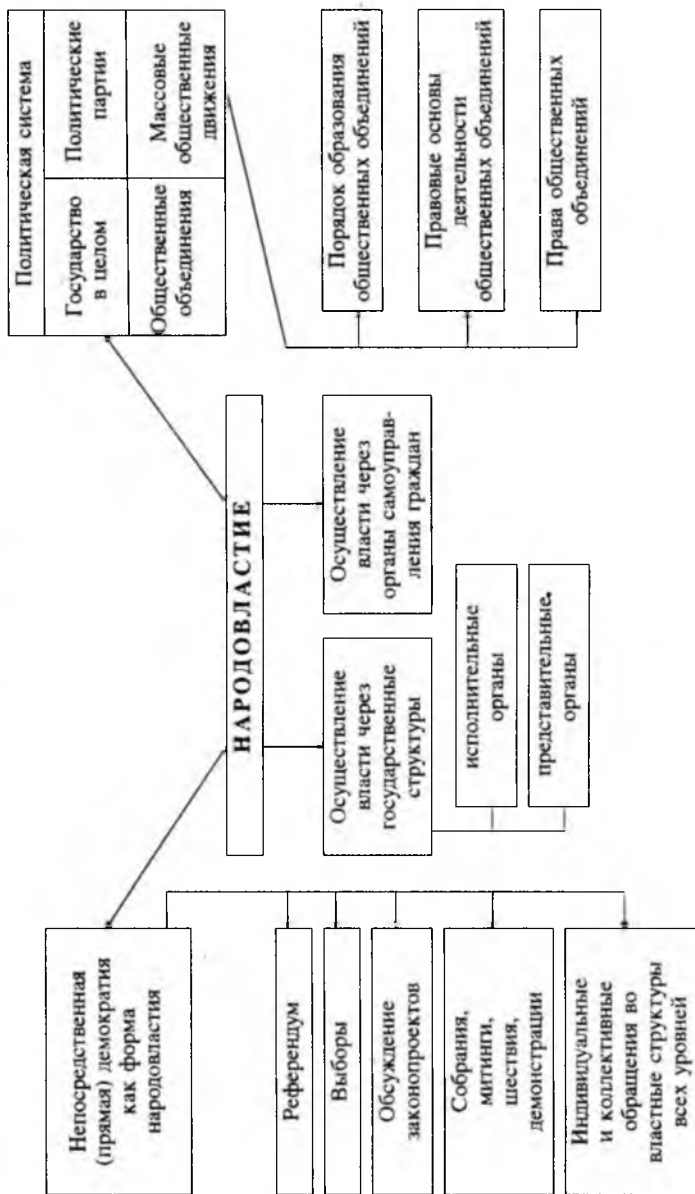 Непосредственная
(прямая) демократия
как форма
народовластия
Референдум
Выборы
Обсуждение
законопроектов
Собрания,
митинги,
шествия,
демонстрации
Индивидуальные
и коллективные
обращения во
властные структуры
всех уровней
НАРОДОВЛАСТИЕ
Осуществление
власти через
государственные
структуры
исполнительные
органы
представительные.
органы
Осуществление
власти через
органы самоуправ-
ления граждан
Политическая система
Государство
в целом
Политические
партии
Общественные
объединения
Массовые
общественные
движения
Порядок образования
общественных объединений
Правовые основы
деятельности
общественных объединений
Права общественных
объединений